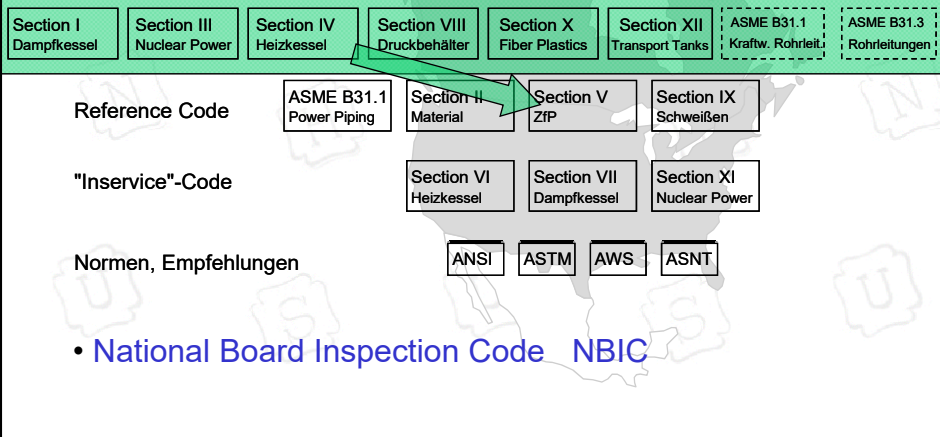 Section I
Dampfkessel
Section III
Nuclear Power
Section IV
Heizkessel
Section VIII
Druckbehälter
Section X
Fiber Plastics
Section XII
Transport Tanks
ASME B31.1
Kraftw. Rohrleit.
ASME B31.3
Rohrleitungen
Reference Code
ASME B31.1
Power Piping
Section II
Material
Section V
ZfP
Section IX
Schweißen
"Inservice"-Code
Section VI
Heizkessel
Section VII
Dampfkessel
Section XI
Nuclear Power
Normen, Empfehlungen
ANSI
ASTM
AWS
ASNT
• National Board Inspection Code NBIC